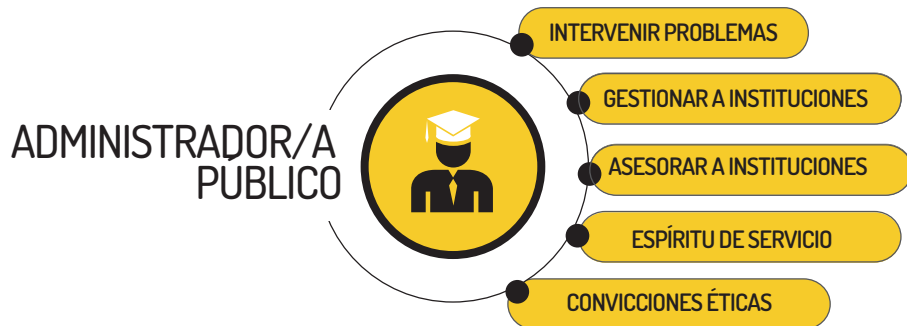 ADMINISTRADOR/A
PÚBLICO
INTERVENIR PROBLEMAS
GESTIONAR A INSTITUCIONES
ASESORAR A INSTITUCIONES
ESPÍRITU DE SERVICIO
CONVICCIONES ÉTICAS